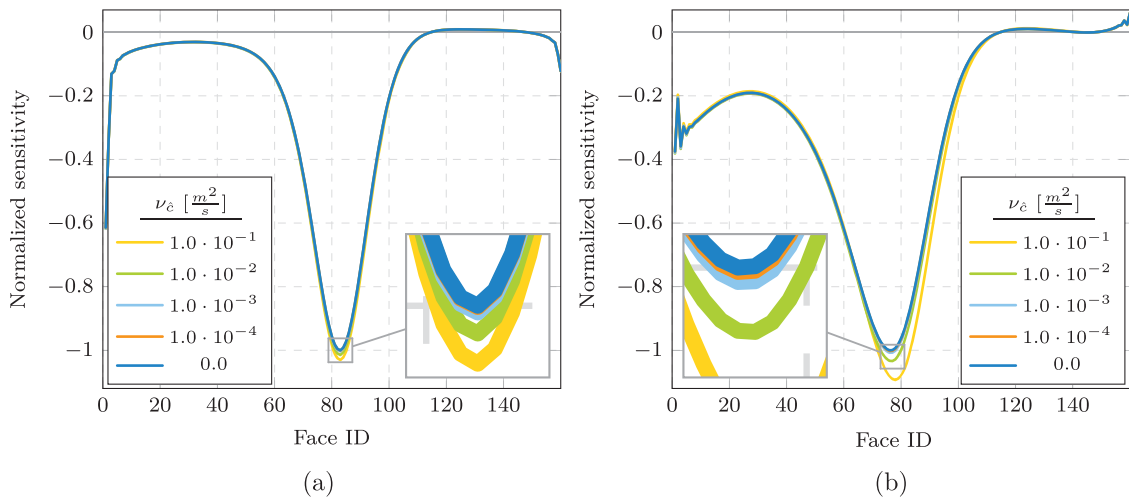 0
−0.2
−0.4
−0.6
−0.8
−1
Normalized sensitivity
0 20 40 60 80 100 120 140
Face ID
ν_ĉ [m²/s]
1.0 · 10⁻¹
1.0 · 10⁻²
1.0 · 10⁻³
1.0 · 10⁻⁴
0.0
(a)
0
−0.2
−0.4
−0.6
−0.8
−1
Normalized sensitivity
0 20 40 60 80 100 120 140
Face ID
ν_ĉ [m²/s]
1.0 · 10⁻¹
1.0 · 10⁻²
1.0 · 10⁻³
1.0 · 10⁻⁴
0.0
(b)